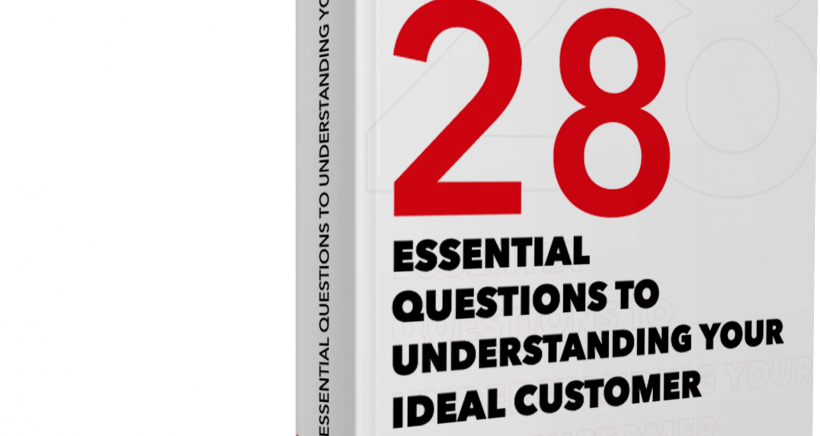 ESSENTIAL QUESTIONS TO UNDERSTANDING YO
28
ESSENTIAL
QUESTIONS TO
UNDERSTANDING YOUR
IDEAL CUSTOMER